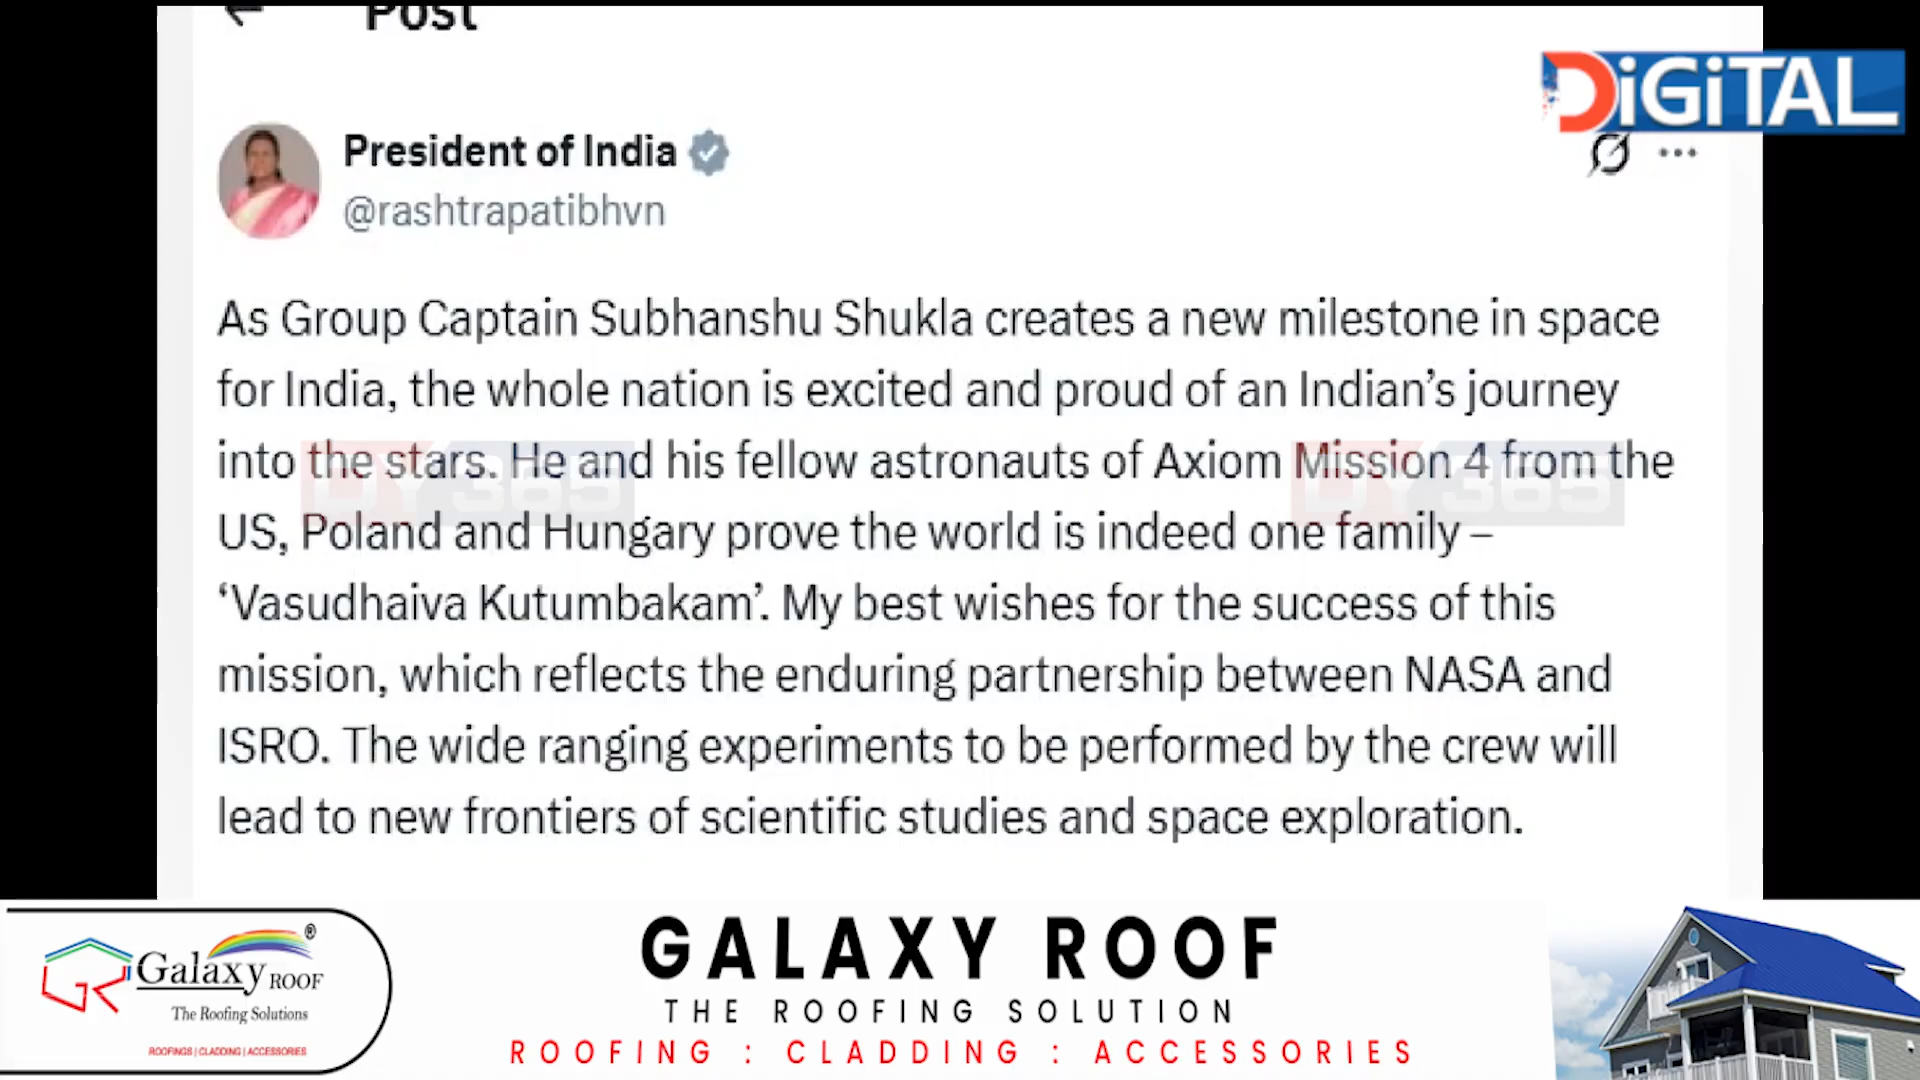 Post
DiGiTAL
President of India
@rashtrapatibhvn
As Group Captain Subhanshu Shukla creates a new milestone in space
for India, the whole nation is excited and proud of an Indian’s journey
into the stars. He and his fellow astronauts of Axiom Mission 4 from the
US, Poland and Hungary prove the world is indeed one family –
‘Vasudhaiva Kutumbakam’. My best wishes for the success of this
mission, which reflects the enduring partnership between NASA and
ISRO. The wide ranging experiments to be performed by the crew will
lead to new frontiers of scientific studies and space exploration.
DY365
DY365
Galaxy ROOF ®
The Roofing Solutions
ROOFINGS | CLADDING | ACCESSORIES
GALAXY ROOF
THE ROOFING SOLUTION
ROOFING : CLADDING : ACCESSORIES